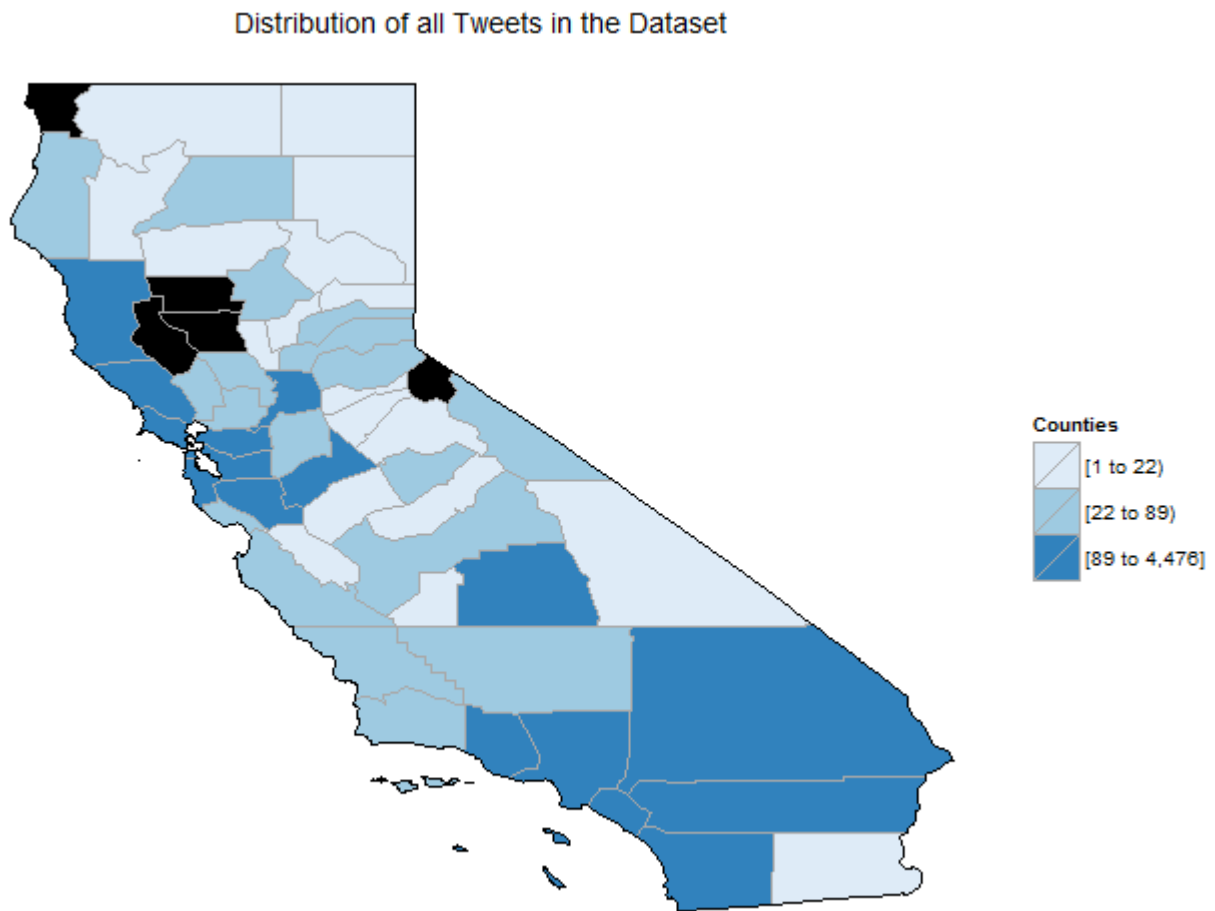 Distribution of all Tweets in the Dataset
Counties
[1 to 22)
[22 to 89)
[89 to 4,476]